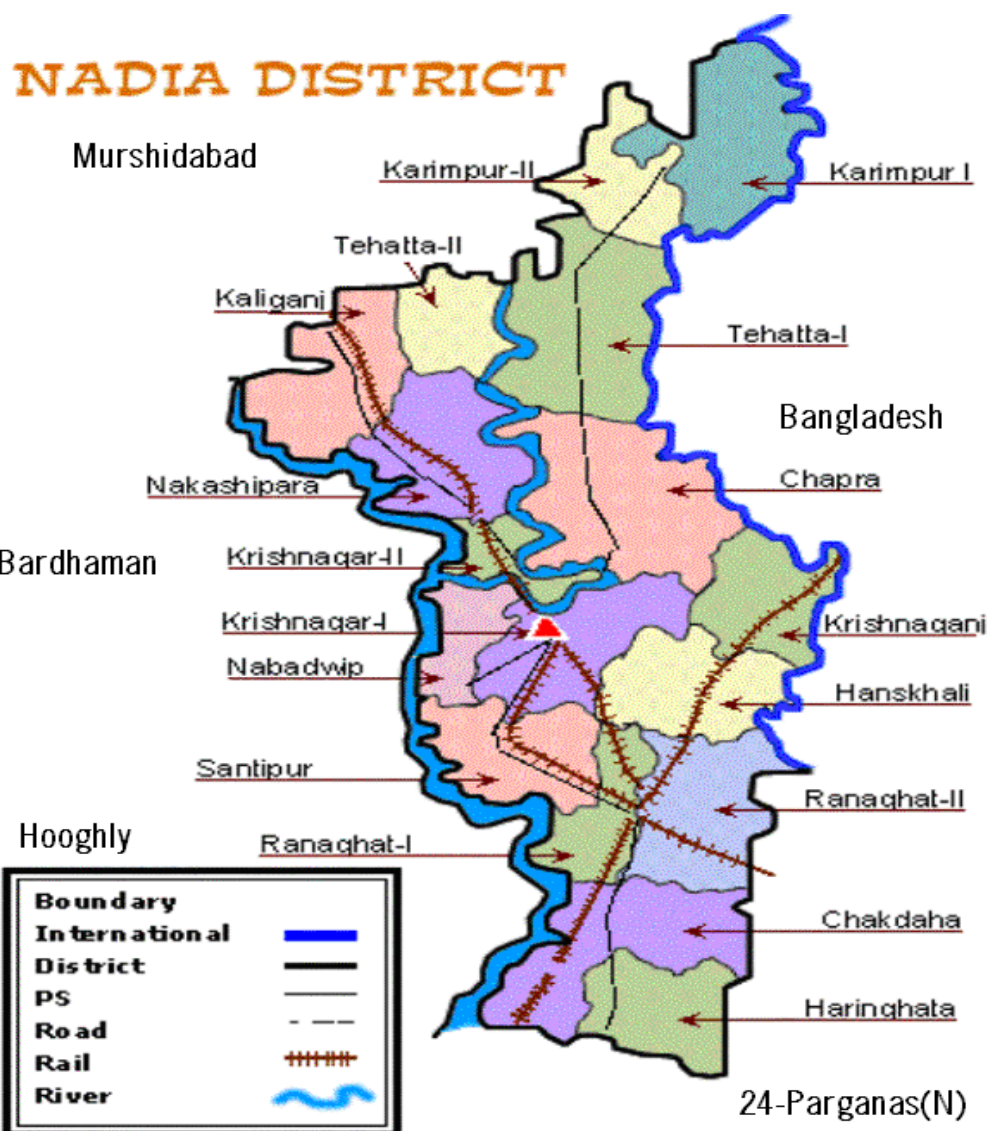 NADIA DISTRICT
Murshidabad
Karimpur-II
Karimpur I
Tehatta-II
Kaliganj
Tehatta-I
Bangladesh
Chapra
Nakashipara
Bardhaman
Krishnagar-II
Krishnagar-I
Krishnaganj
Nabadwip
Hanskhali
Santipur
Ranaghat-II
Hooghly
Ranaghat-I
Chakdaha
Haringhata
Boundary
International
District
PS
Road
Rail
River
24-Parganas(N)